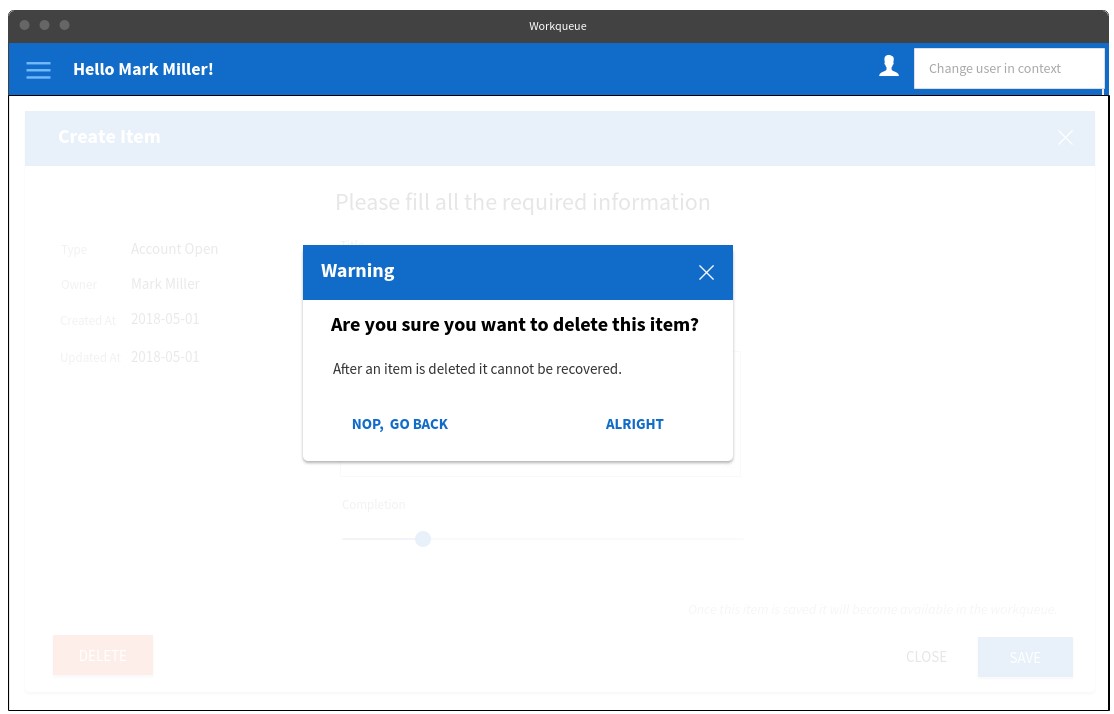 Workqueue
Hello Mark Miller!
Change user in context
Create Item
Please fill all the required information
Type Account Open
Owner Mark Miller
Created At 2018-05-01
Updated At 2018-05-01
Warning
Are you sure you want to delete this item?
After an item is deleted it cannot be recovered.
NOP, GO BACK
ALRIGHT
Completion
Once this item is saved it will become available in the workqueue.
DELETE
CLOSE
SAVE